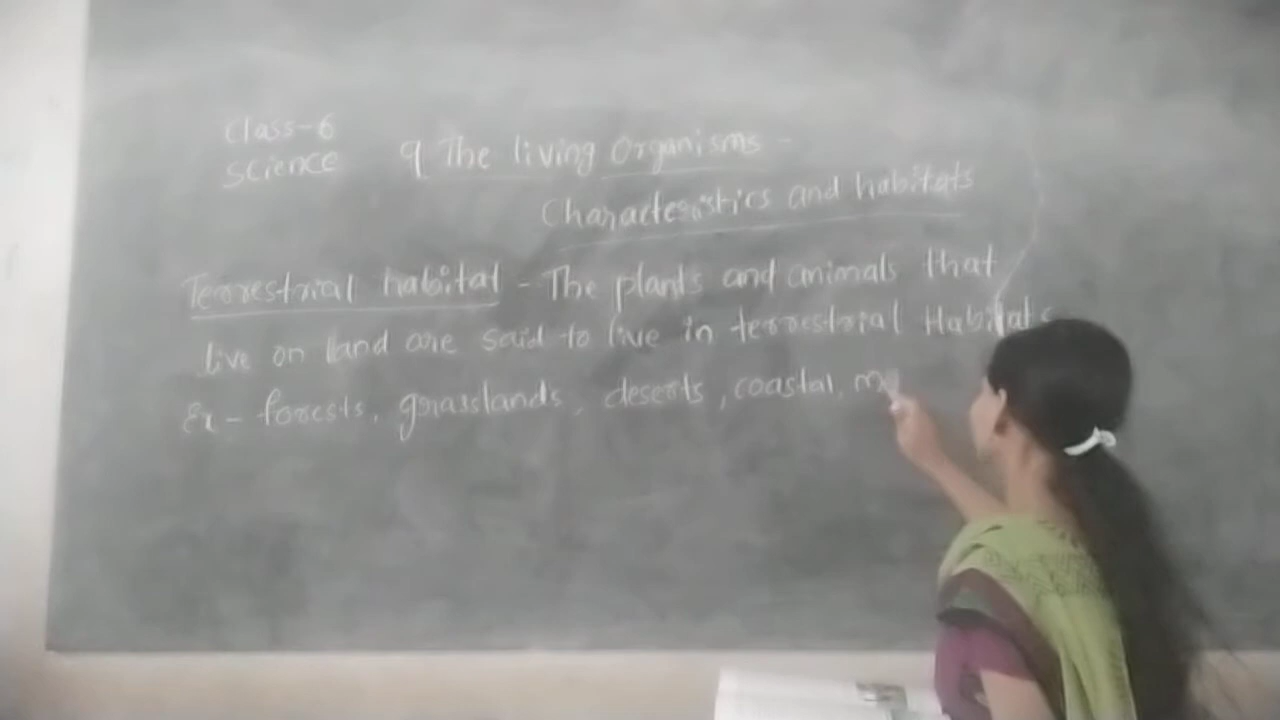 Class-6
Science
9 The living Organisms -
Characteristics and habitats
Terrestrial habital - The plants and animals that
live on land are said to live in terrestrial Habitats
Ex - forests, grasslands, deserts, coastal, m